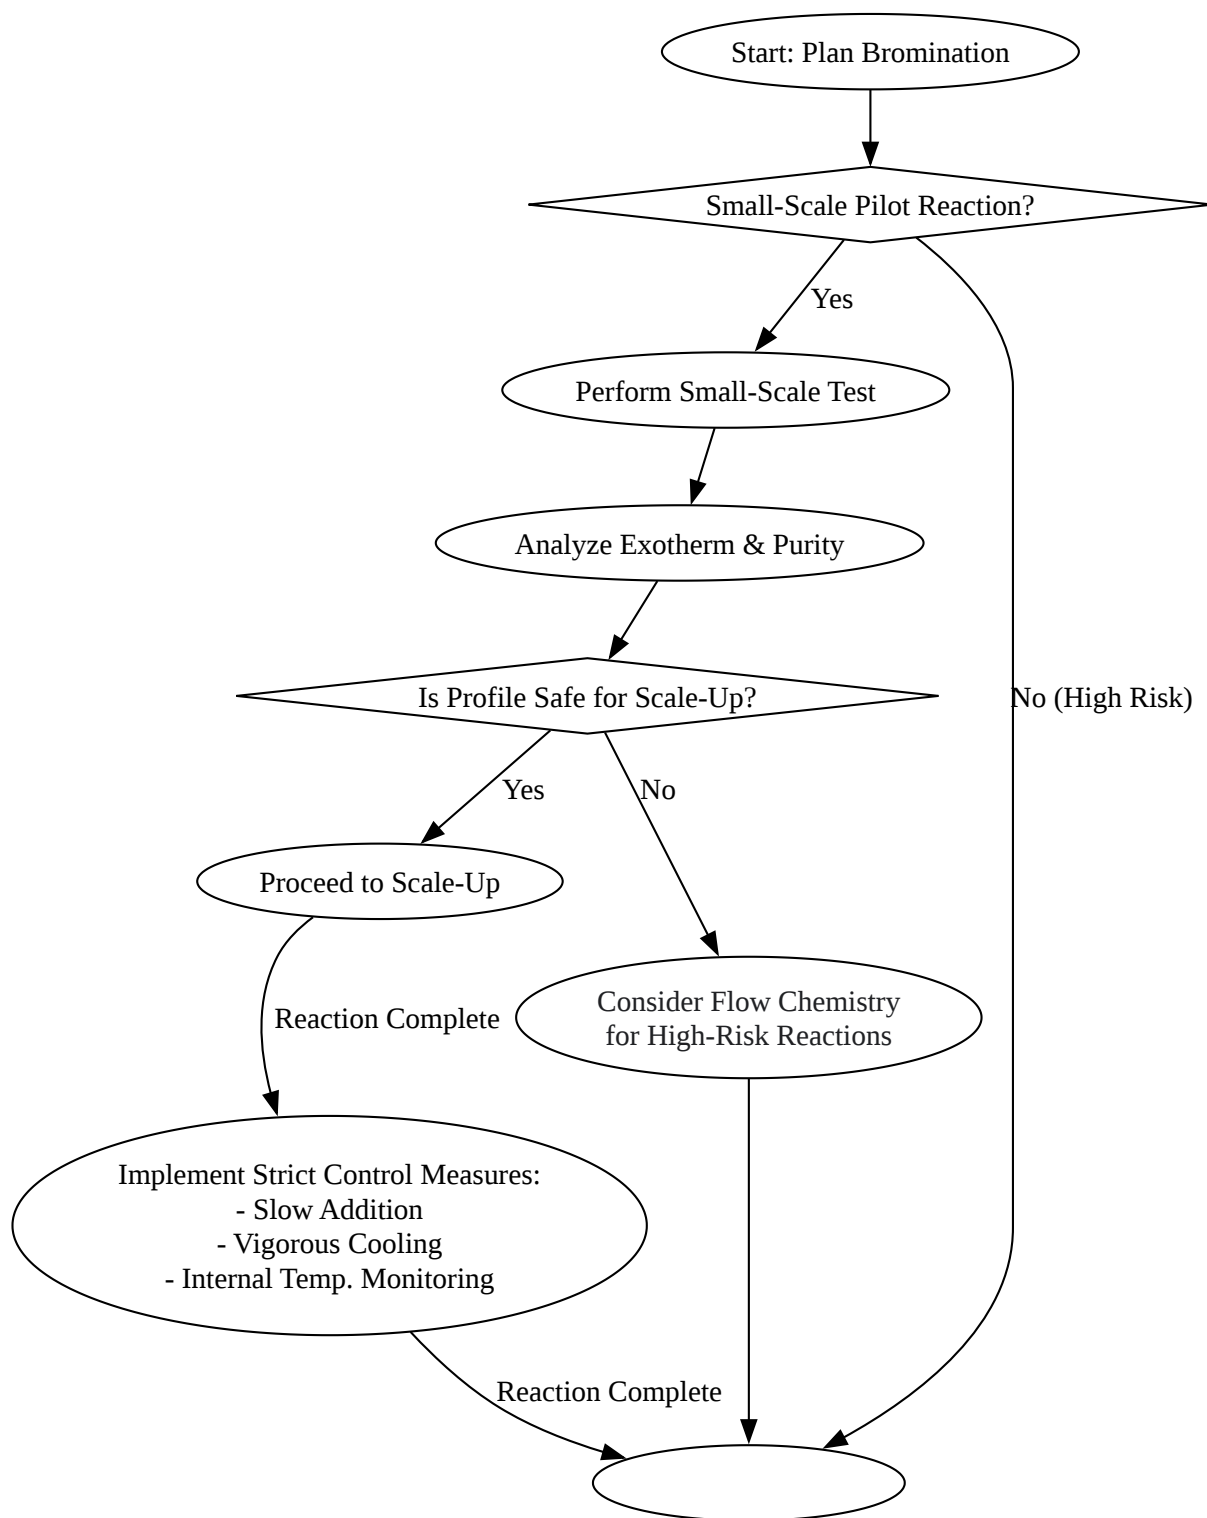 Start: Plan Bromination
Small-Scale Pilot Reaction?
Yes
Perform Small-Scale Test
Analyze Exotherm & Purity
Is Profile Safe for Scale-Up?
No (High Risk)
Yes
No
Proceed to Scale-Up
Consider Flow Chemistry
for High-Risk Reactions
Reaction Complete
Implement Strict Control Measures:
- Slow Addition
- Vigorous Cooling
- Internal Temp. Monitoring
Reaction Complete